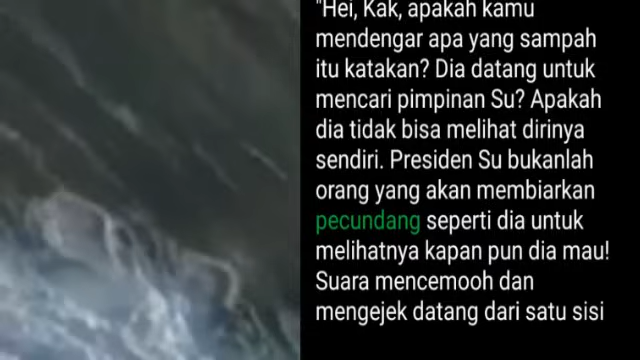 "Hei, Kak, apakah kamu
mendengar apa yang sampah
itu katakan? Dia datang untuk
mencari pimpinan Su? Apakah
dia tidak bisa melihat dirinya
sendiri. Presiden Su bukanlah
orang yang akan membiarkan
pecundang seperti dia untuk
melihatnya kapan pun dia mau!
Suara mencemooh dan
mengejek datang dari satu sisi